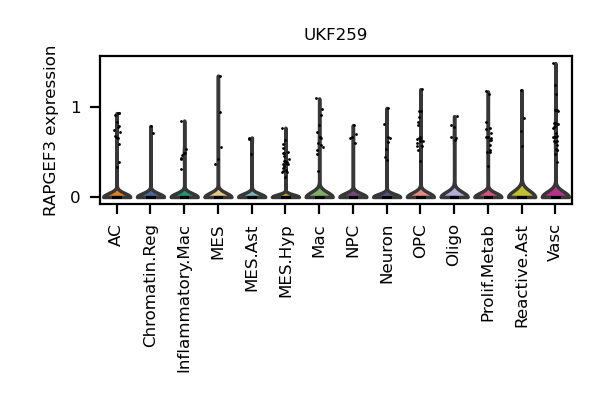 UKF259
RAPGEF3 expression
1
0
AC
Chromatin.Reg
Inflammatory.Mac
MES
MES.Ast
MES.Hyp
Mac
NPC
Neuron
OPC
Oligo
Prolif.Metab
Reactive.Ast
Vasc